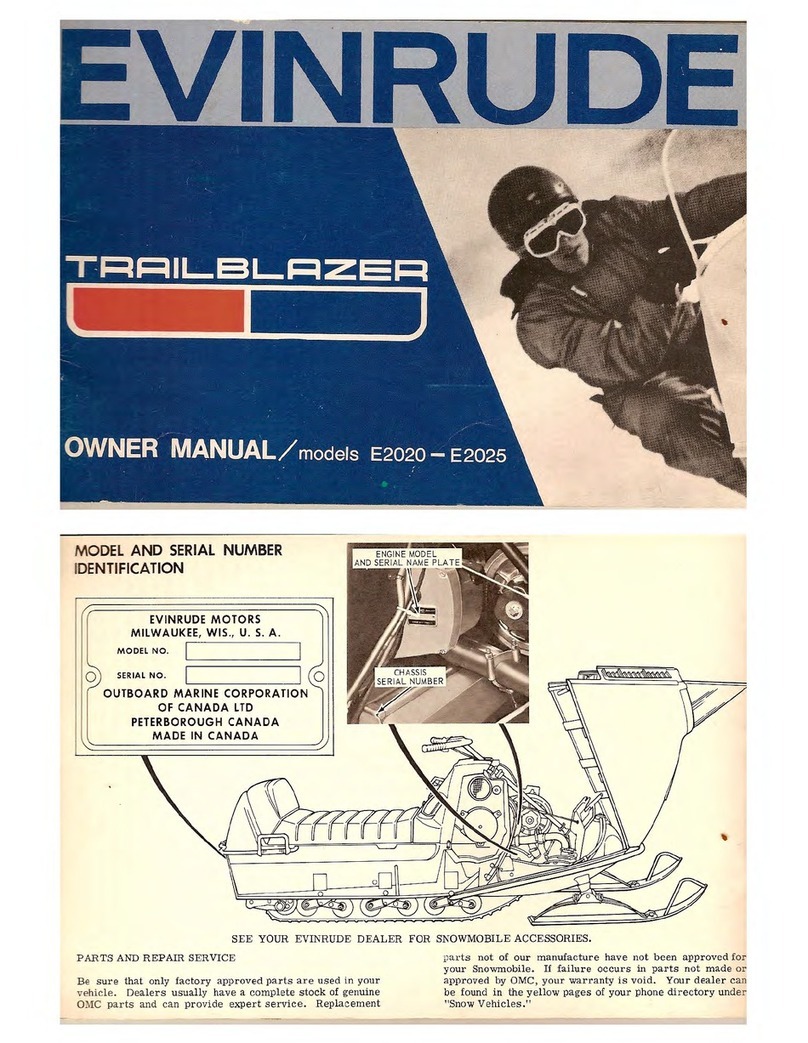 EVINRUDE
TRAILBLAZER
OWNER MANUAL / models E2020 – E2025
MODEL AND SERIAL NUMBER
IDENTIFICATION
ENGINE MODEL
AND SERIAL NAME PLATE
CHASSIS
SERIAL NUMBER
EVINRUDE MOTORS
MILWAUKEE, WIS., U. S. A.
MODEL NO.
SERIAL NO.
OUTBOARD MARINE CORPORATION
OF CANADA LTD
PETERBOROUGH CANADA
MADE IN CANADA
SEE YOUR EVINRUDE DEALER FOR SNOWMOBILE ACCESSORIES.
PARTS AND REPAIR SERVICE
Be sure that only factory approved parts are used in your
vehicle. Dealers usually have a complete stock of genuine
OMC parts and can provide expert service. Replacement
parts not of our manufacture have not been approved for
your Snowmobile. If failure occurs in parts not made or
approved by OMC, your warranty is void. Your dealer can
be found in the yellow pages of your phone directory under
"Snow Vehicles."